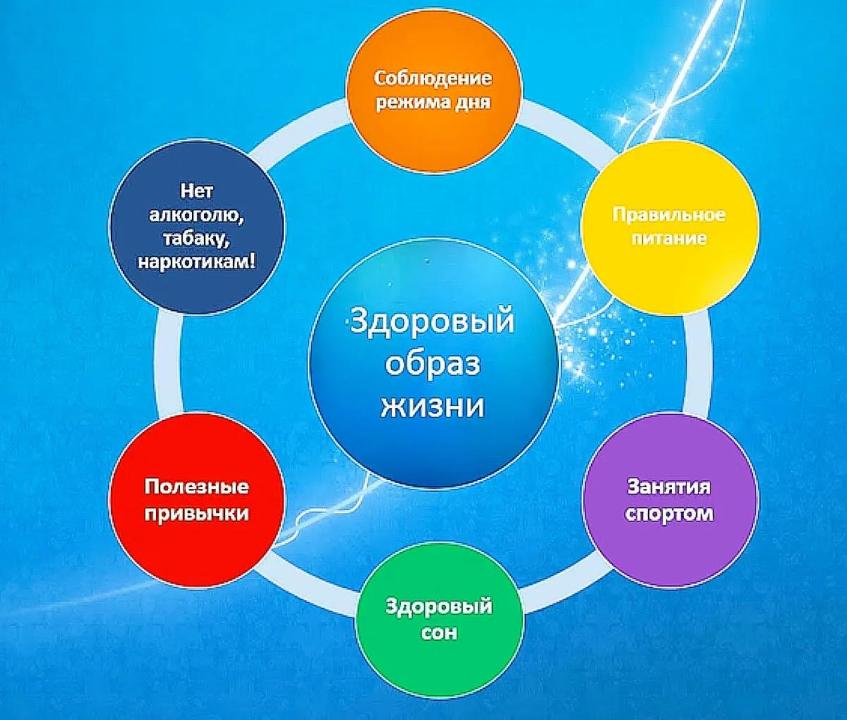 Соблюдение
режима дня
Правильное
питание
Занятия
спортом
Здоровый
сон
Полезные
привычки
Нет
алкоголю,
табаку,
наркотикам!
Здоровый
образ
жизни